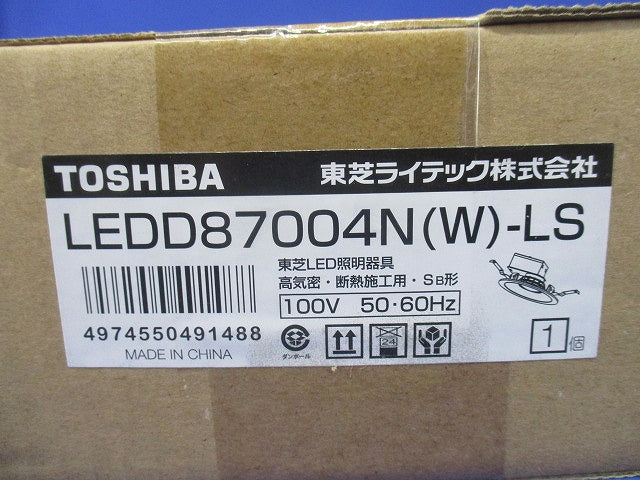 TOSHIBA 東芝ライテック株式会社
LEDD87004N(W)-LS
東芝LED照明器具
高気密・断熱施工用・SB形
100V 50・60Hz
4974550491488
MADE IN CHINA
ダンボール
24
1個